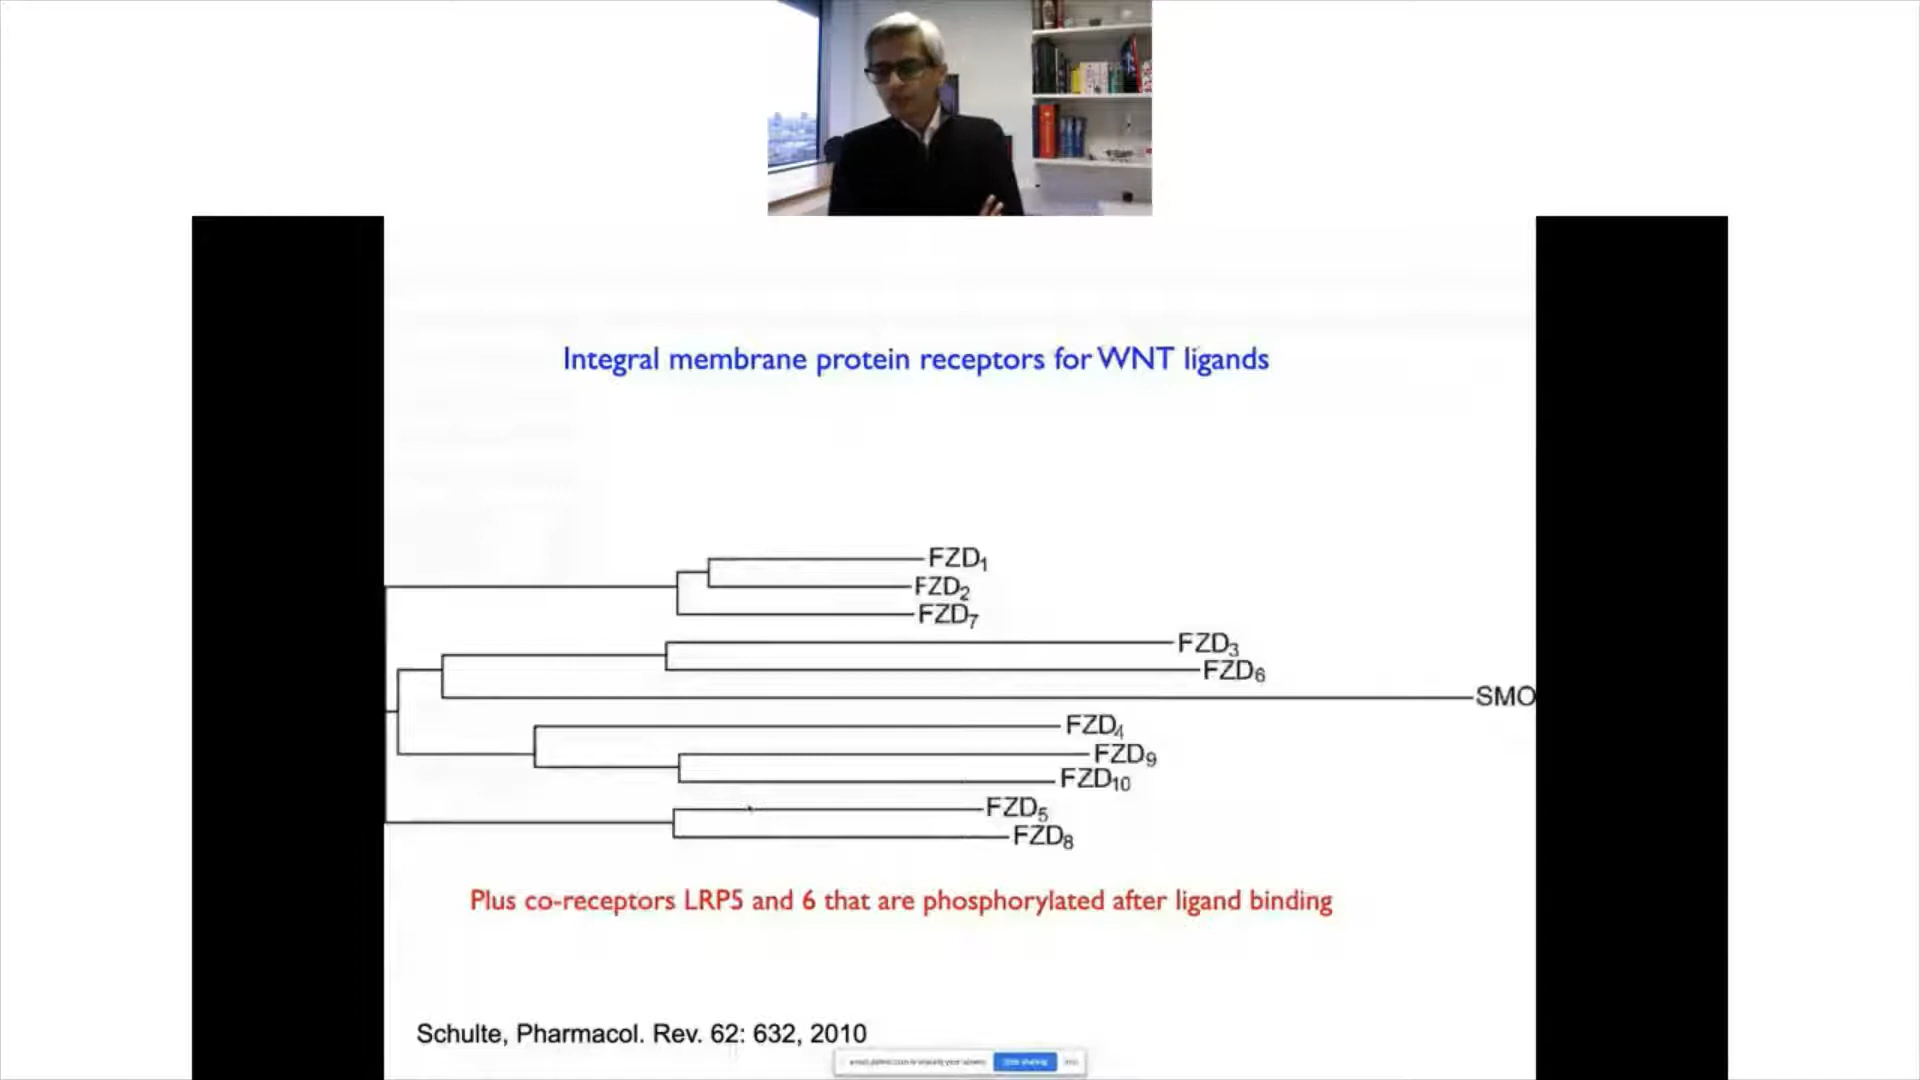 Integral membrane protein receptors for WNT ligands
FZD1
FZD2
FZD7
FZD3
FZD6
SMO
FZD4
FZD9
FZD10
FZD5
FZD8
Plus co-receptors LRP5 and 6 that are phosphorylated after ligand binding
Schulte, Pharmacol. Rev. 62: 632, 2010